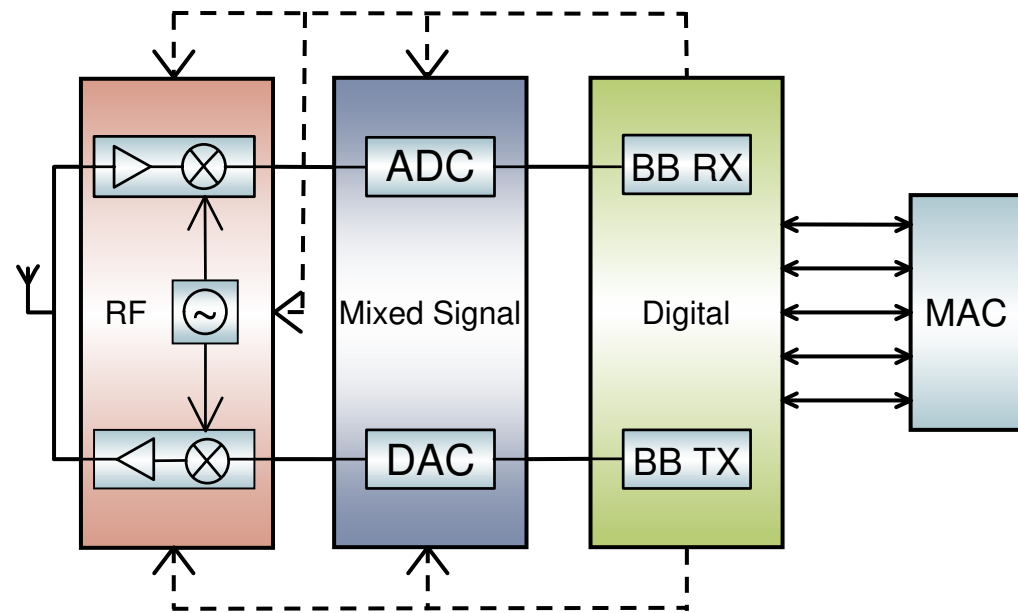 ADC
BB RX
RF
~
Mixed Signal
Digital
MAC
DAC
BB TX